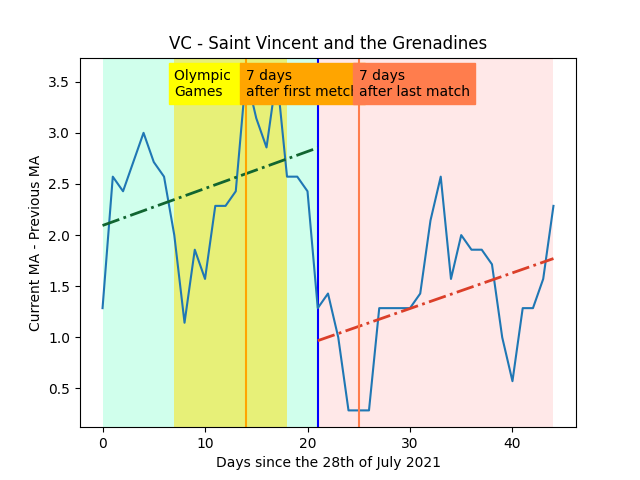 VC - Saint Vincent and the Grenadines
Olympic
Games
7 days
after first metcl
7 days
after last match
3.5
3.0
2.5
2.0
1.5
1.0
0.5
Current MA - Previous MA
0
10
20
30
40
Days since the 28th of July 2021